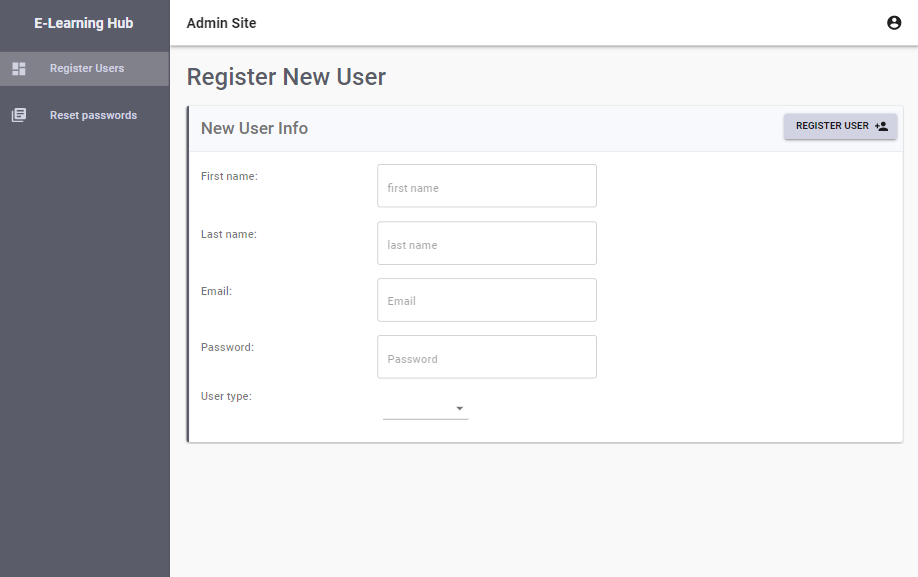 E-Learning Hub
Admin Site
Register Users
Reset passwords
Register New User
New User Info
REGISTER USER
First name:
first name
Last name:
last name
Email:
Email
Password:
Password
User type: